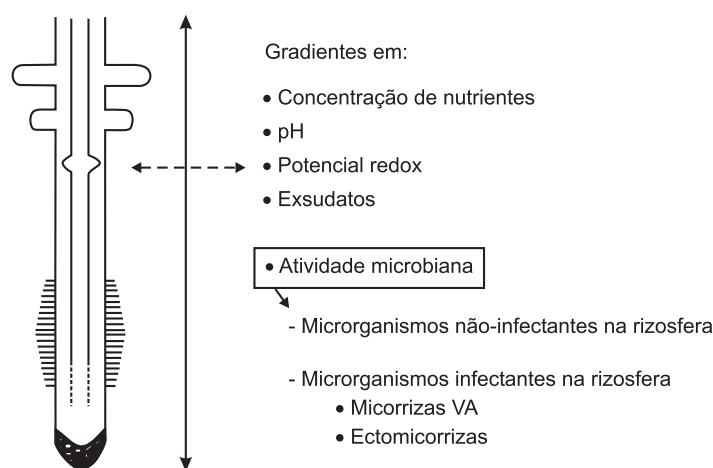 Gradientes em:
• Concentração de nutrientes
• pH
• Potencial redox
• Exsudatos
• Atividade microbiana
- Microrganismos não-infectantes na rizosfera
- Microrganismos infectantes na rizosfera
• Micorrizas VA
• Ectomicorrizas